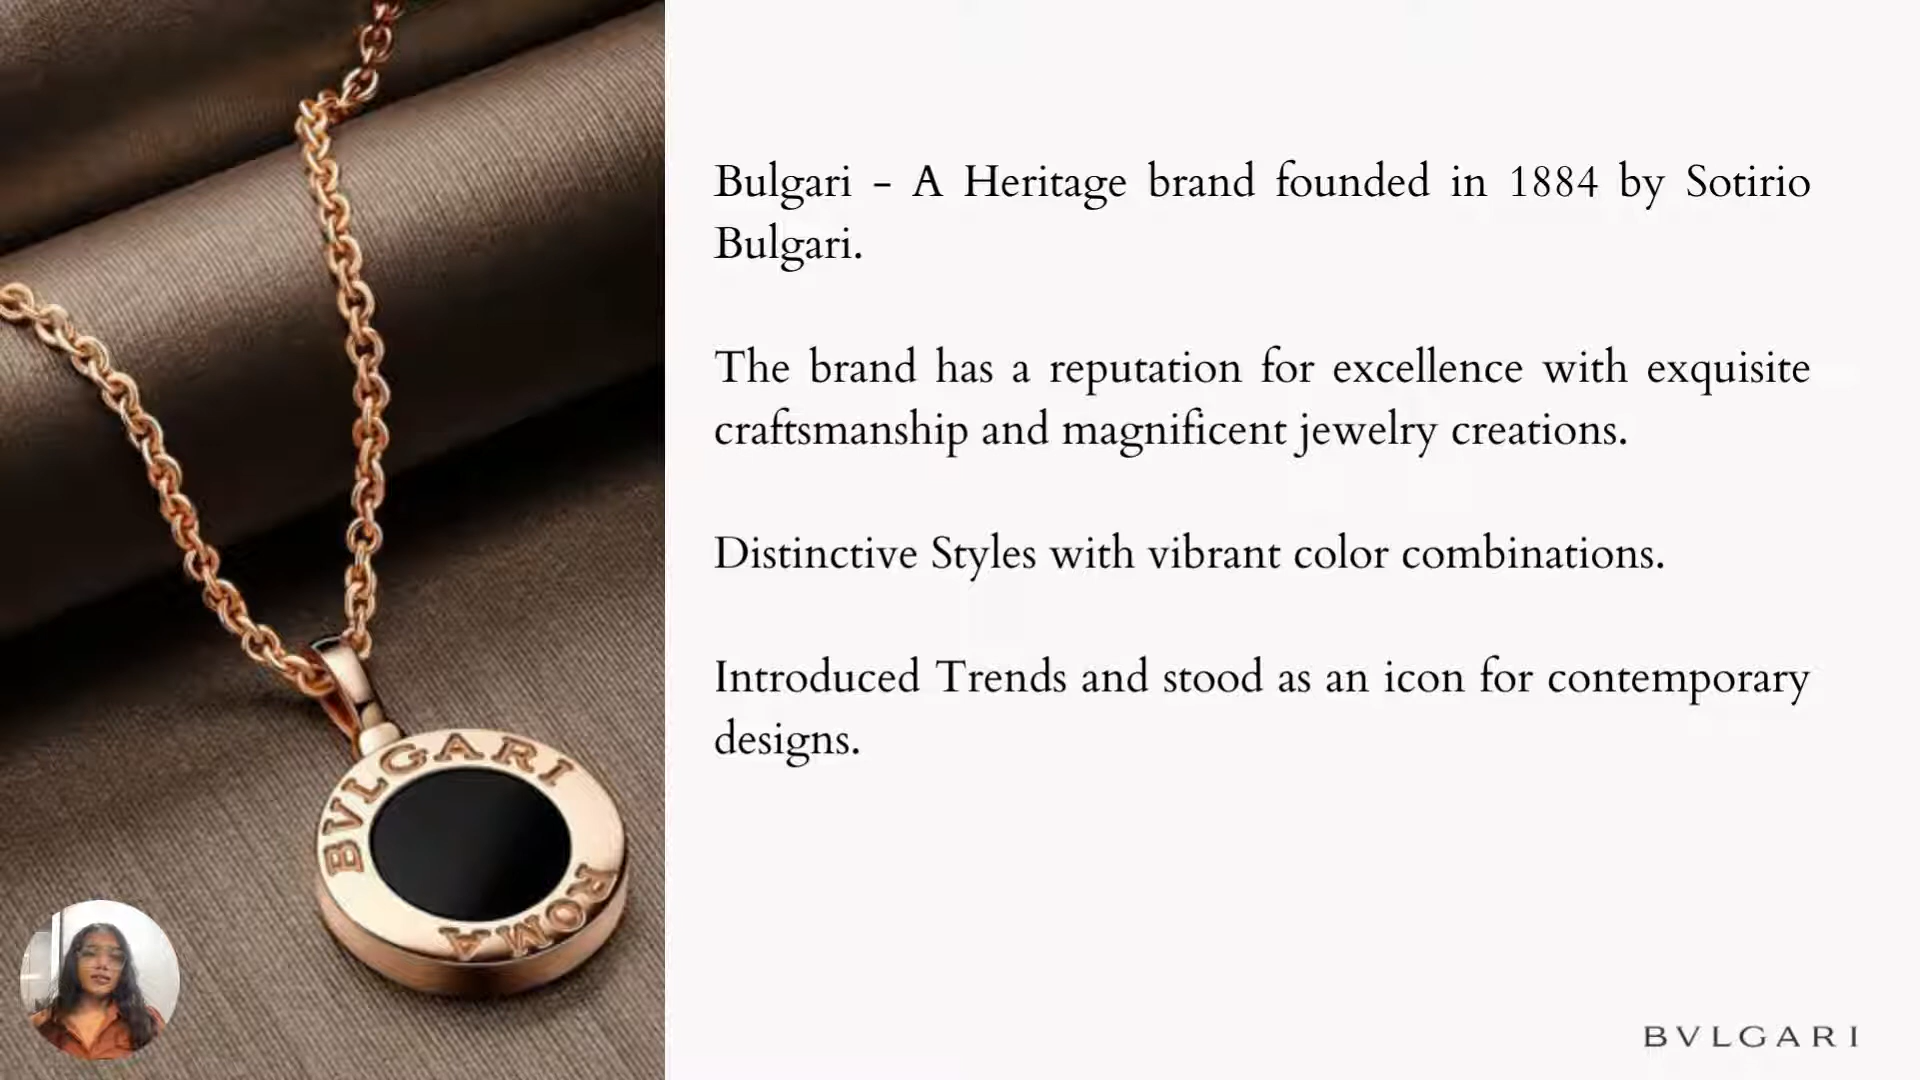 Bulgari - A Heritage brand founded in 1884 by Sotirio
Bulgari.
The brand has a reputation for excellence with exquisite
craftsmanship and magnificent jewelry creations.
Distinctive Styles with vibrant color combinations.
Introduced Trends and stood as an icon for contemporary
designs.
BVLGARI
ROMA
BVLGARI